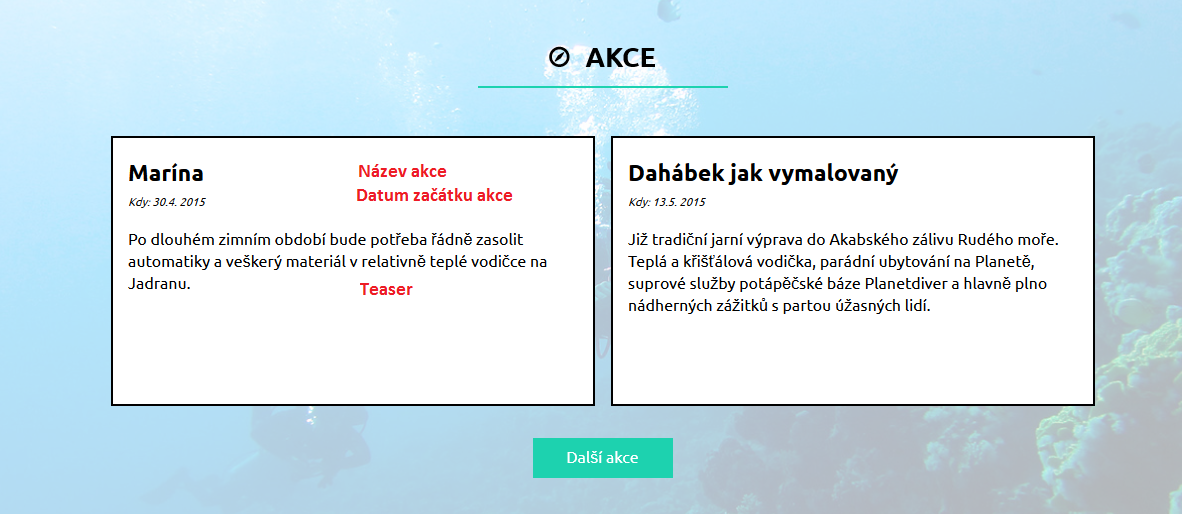 AKCE
Marína
Název akce
Kdy: 30.4. 2015
Datum začátku akce
Po dlouhém zimním období bude potřeba řádně zasolit
automatiky a veškerý materiál v relativně teplé vodičce na
Jadranu.
Teaser
Dahábek jak vymalovaný
Kdy: 13.5. 2015
Již tradiční jarní výprava do Akabského zálivu Rudého moře.
Teplá a křišťálová vodička, parádní ubytování na Planetě,
suprové služby potápěčské báze Planetdiver a hlavně plno
nádherných zážitků s partou úžasných lidí.
Další akce